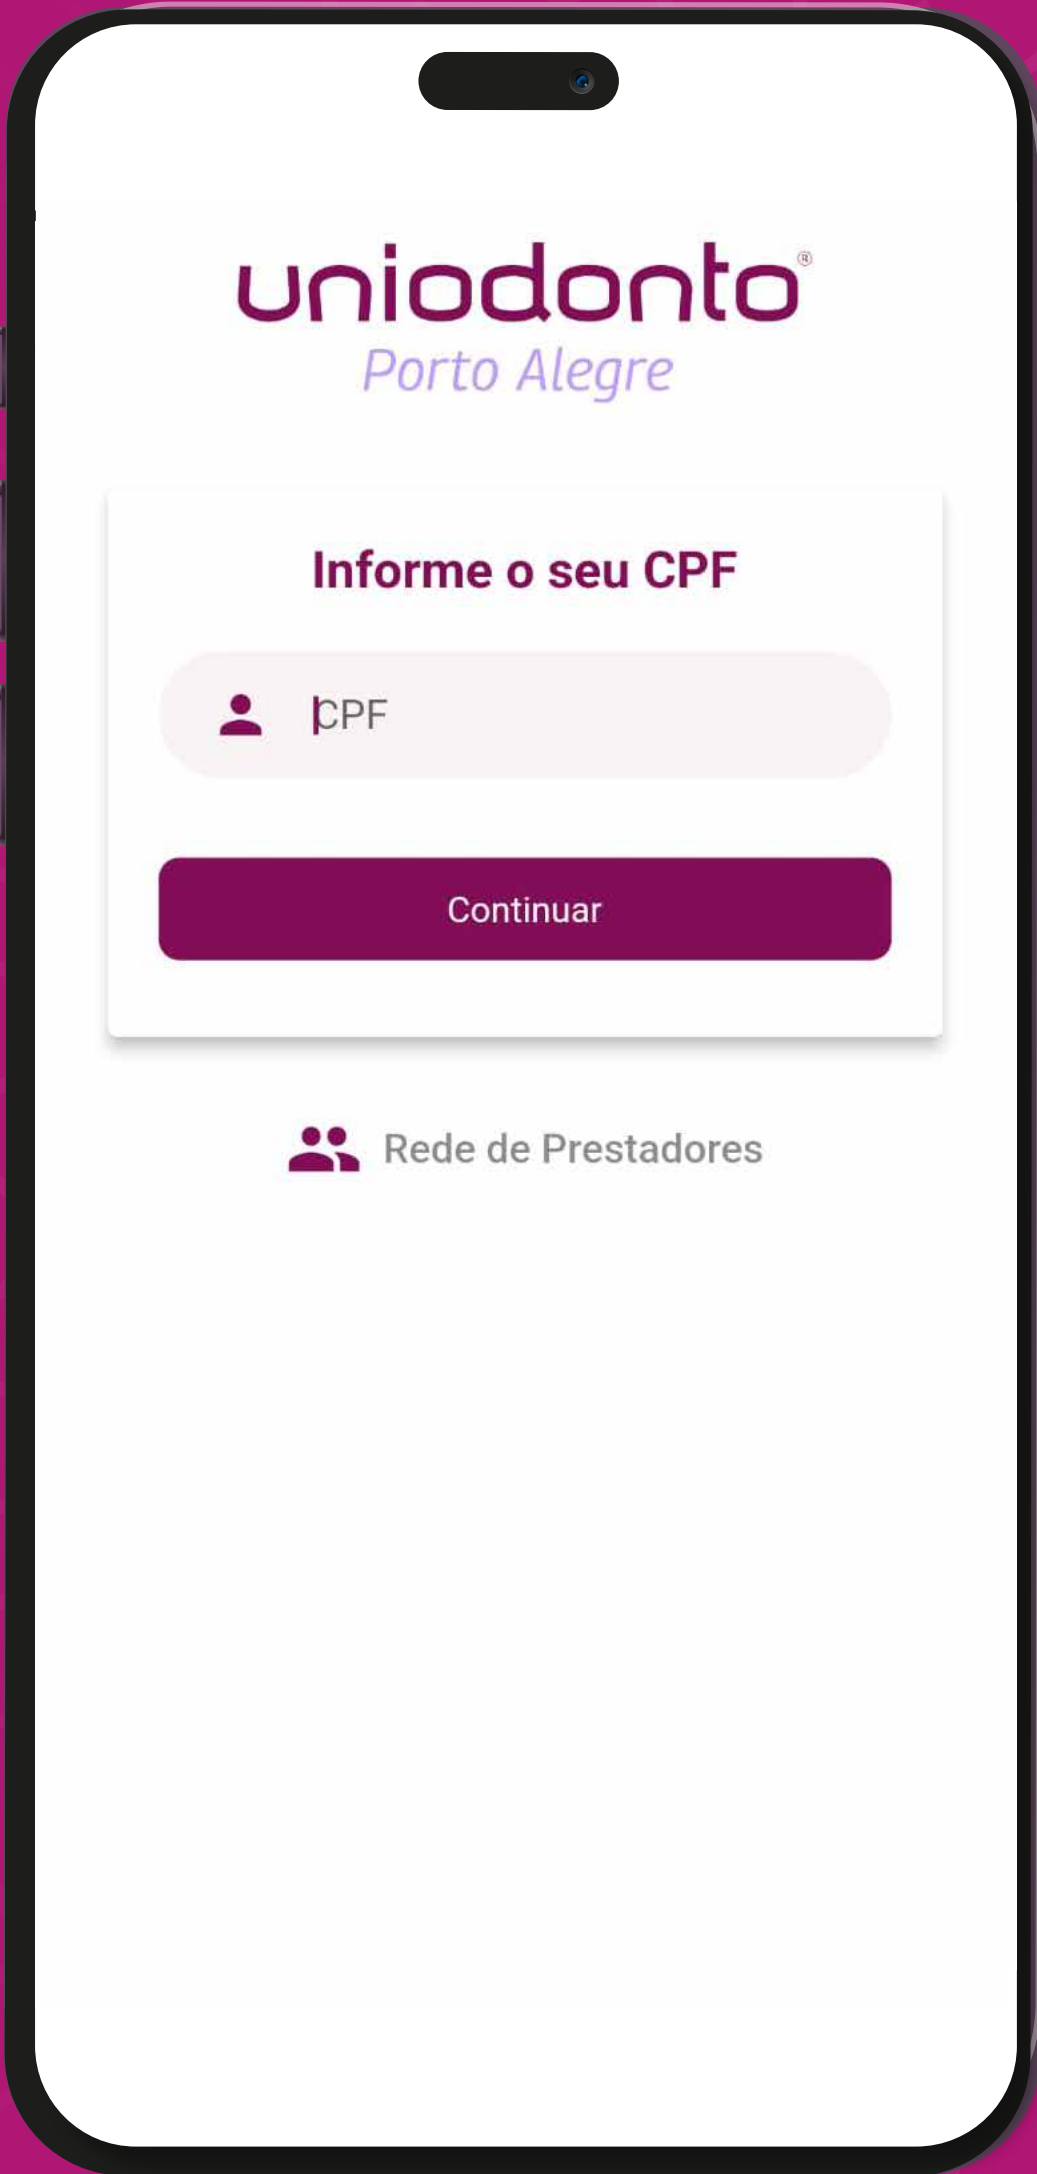 uniodonto®
Porto Alegre
Informe o seu CPF
CPF
Continuar
Rede de Prestadores